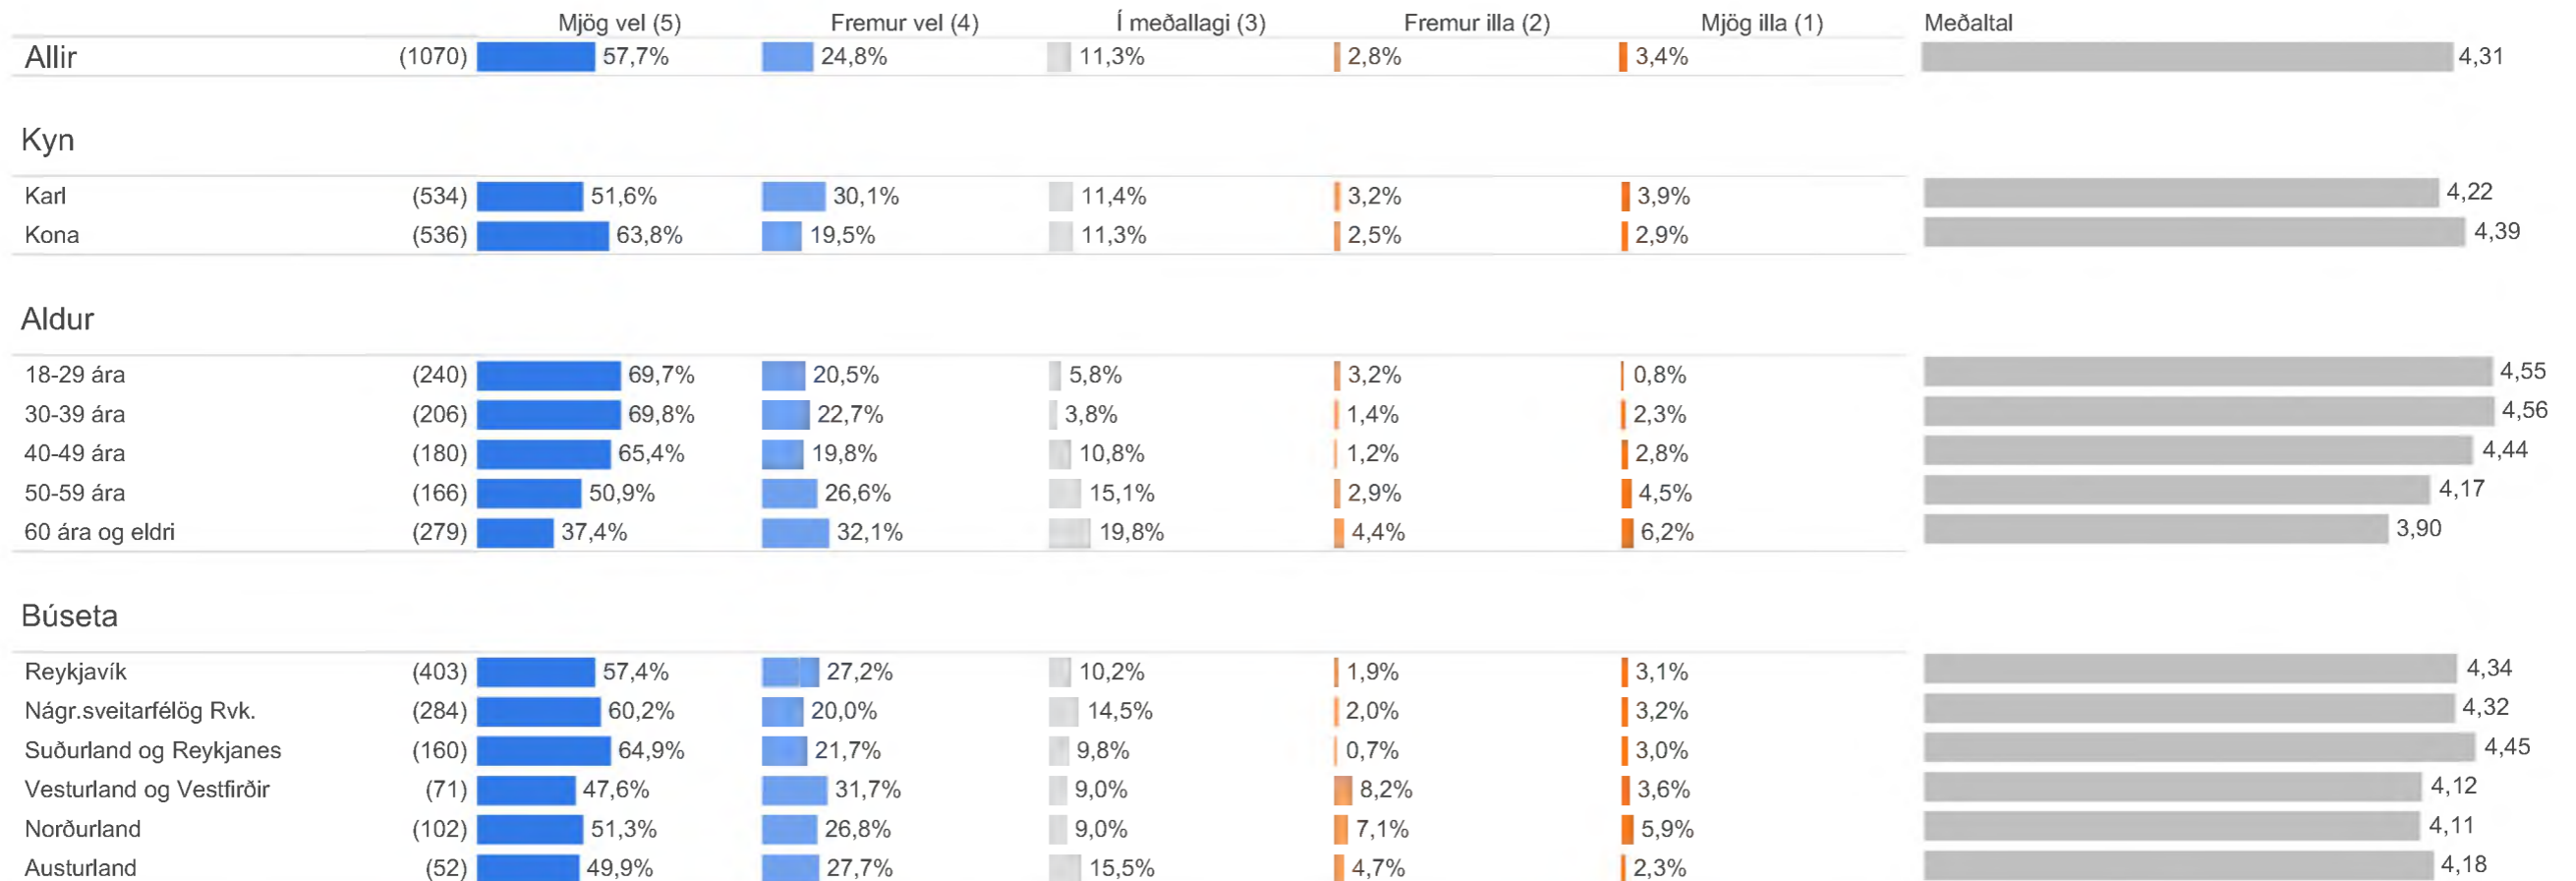 Mjög vel (5) Fremur vel (4) Í meðallagi (3) Fremur illa (2) Mjög illa (1) Meðaltal
Allir (1070) 57,7% 24,8% 11,3% 2,8% 3,4% 4,31
Kyn
Karl (534) 51,6% 30,1% 11,4% 3,2% 3,9% 4,22
Kona (536) 63,8% 19,5% 11,3% 2,5% 2,9% 4,39
Aldur
18-29 ára (240) 69,7% 20,5% 5,8% 3,2% 0,8% 4,55
30-39 ára (206) 69,8% 22,7% 3,8% 1,4% 2,3% 4,56
40-49 ára (180) 65,4% 19,8% 10,8% 1,2% 2,8% 4,44
50-59 ára (166) 50,9% 26,6% 15,1% 2,9% 4,5% 4,17
60 ára og eldri (279) 37,4% 32,1% 19,8% 4,4% 6,2% 3,90
Búseta
Reykjavík (403) 57,4% 27,2% 10,2% 1,9% 3,1% 4,34
Nágr.sveitarfélög Rvk. (284) 60,2% 20,0% 14,5% 2,0% 3,2% 4,32
Suðurland og Reykjanes (160) 64,9% 21,7% 9,8% 0,7% 3,0% 4,45
Vesturland og Vestfirðir (71) 47,6% 31,7% 9,0% 8,2% 3,6% 4,12
Norðurland (102) 51,3% 26,8% 9,0% 7,1% 5,9% 4,11
Austurland (52) 49,9% 27,7% 15,5% 4,7% 2,3% 4,18